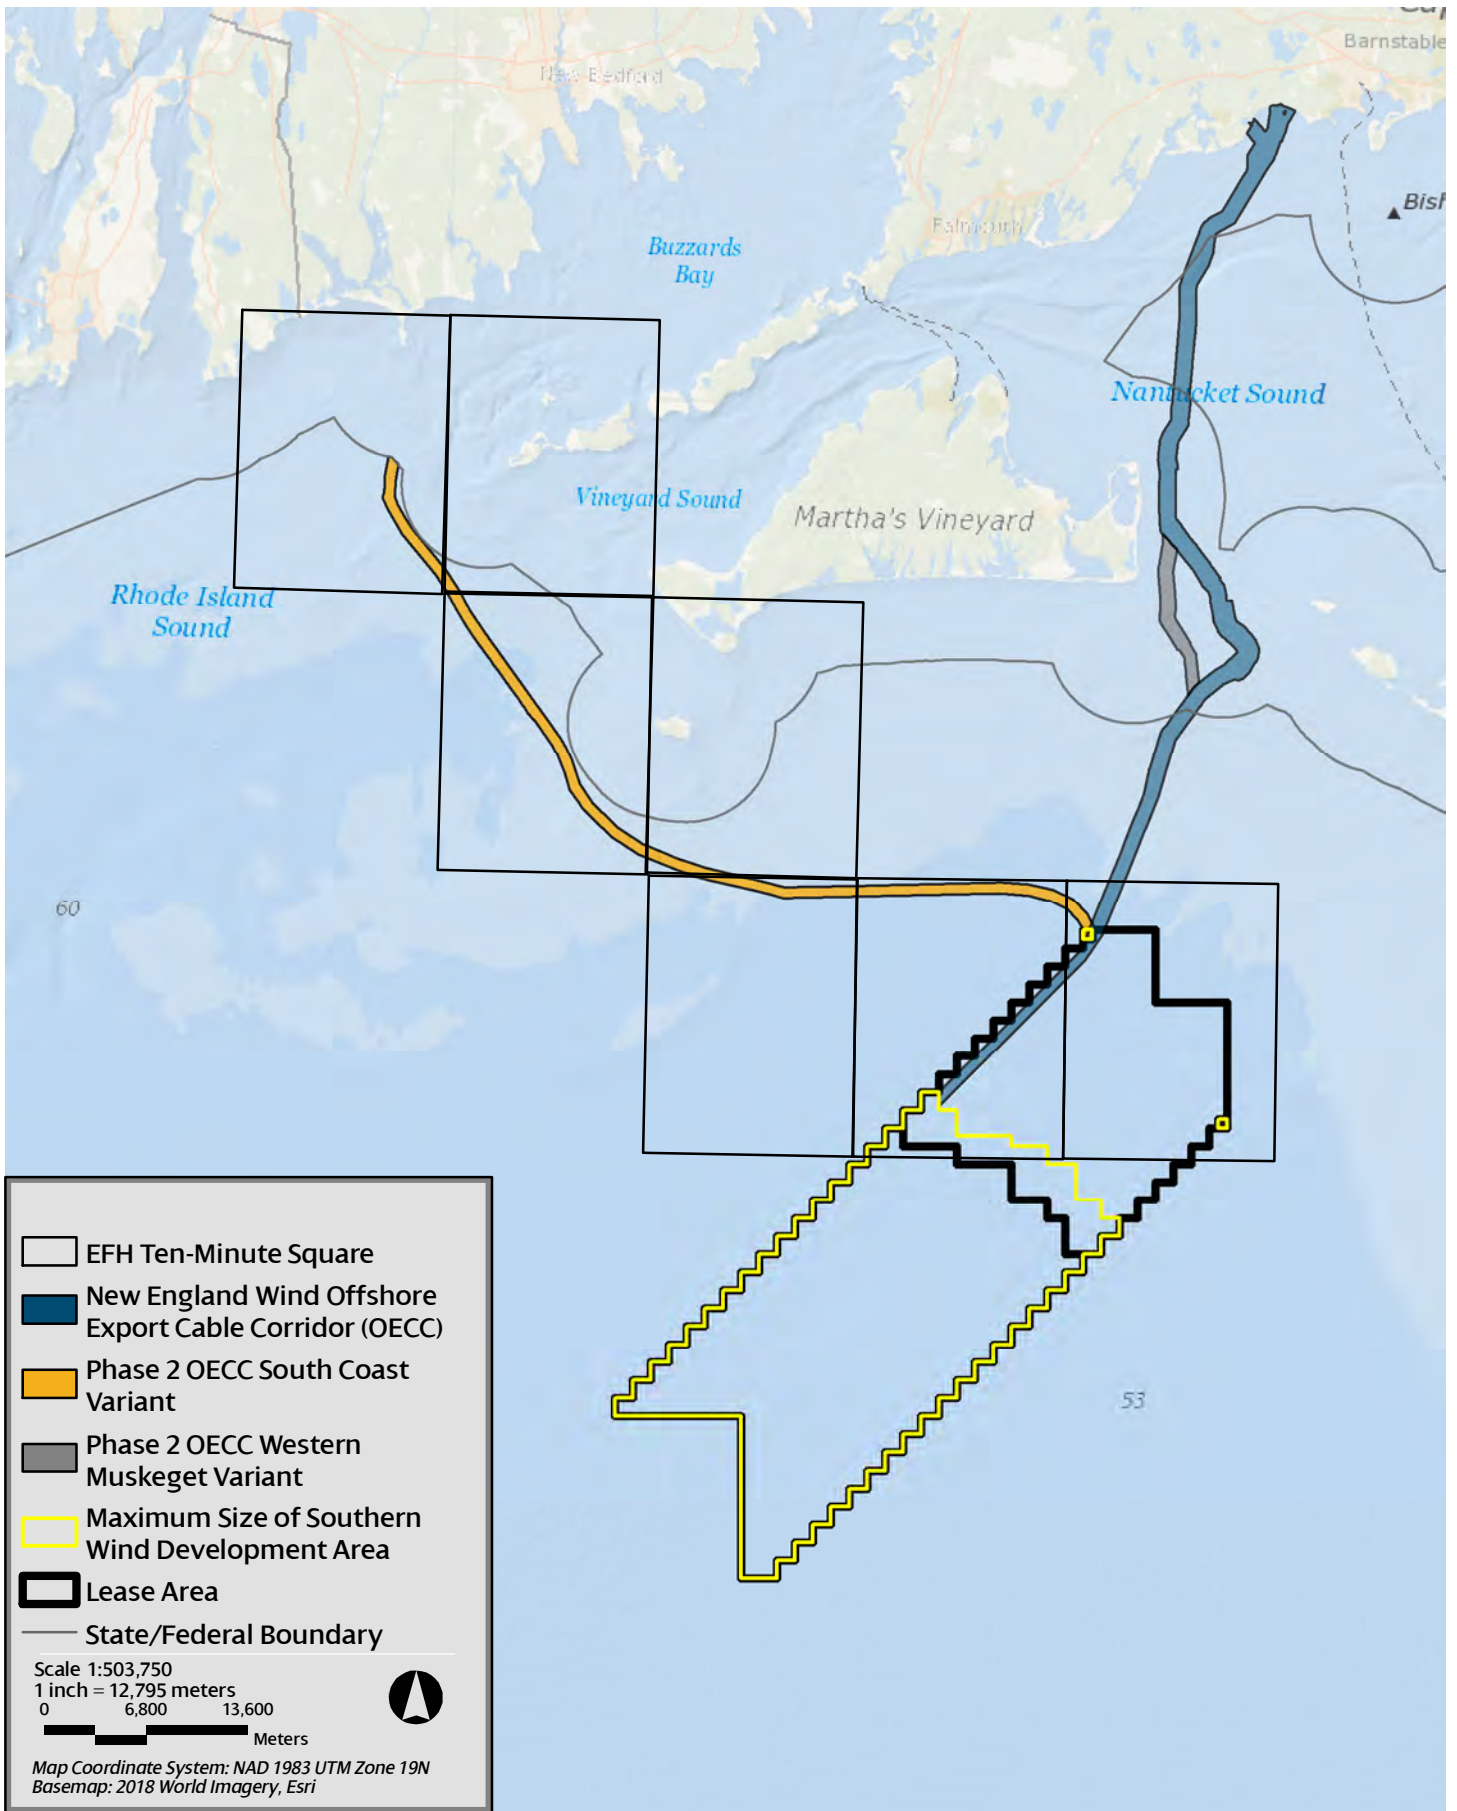 Barnstable
New Bedford
Bish
Falmouth
Buzzards
Bay
Nantucket Sound
Vineyard Sound
Martha's Vineyard
Rhode Island
Sound
60
53
EFH Ten-Minute Square
New England Wind Offshore
Export Cable Corridor (OECC)
Phase 2 OECC South Coast
Variant
Phase 2 OECC Western
Muskeget Variant
Maximum Size of Southern
Wind Development Area
Lease Area
State/Federal Boundary
Scale 1:503,750
1 inch = 12,795 meters
0 6,800 13,600
Meters
Map Coordinate System: NAD 1983 UTM Zone 19N
Basemap: 2018 World Imagery, Esri